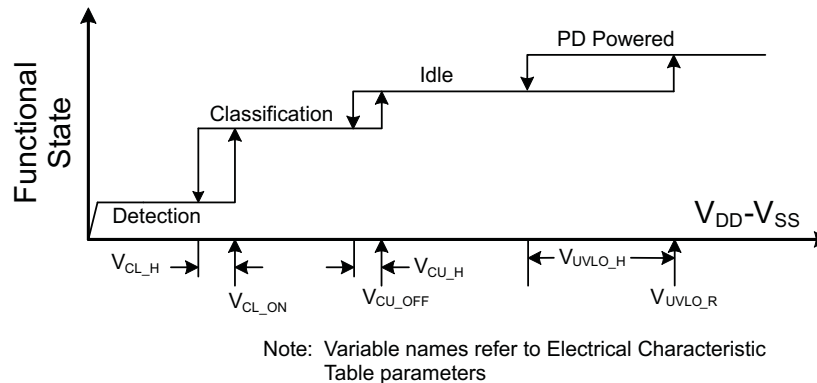 Functional
State
PD Powered
Idle
Classification
Detection
V_DD-V_SS
V_CL_H
V_CU_H
V_UVLO_H
V_CL_ON
V_CU_OFF
V_UVLO_R
Note: Variable names refer to Electrical Characteristic
Table parameters